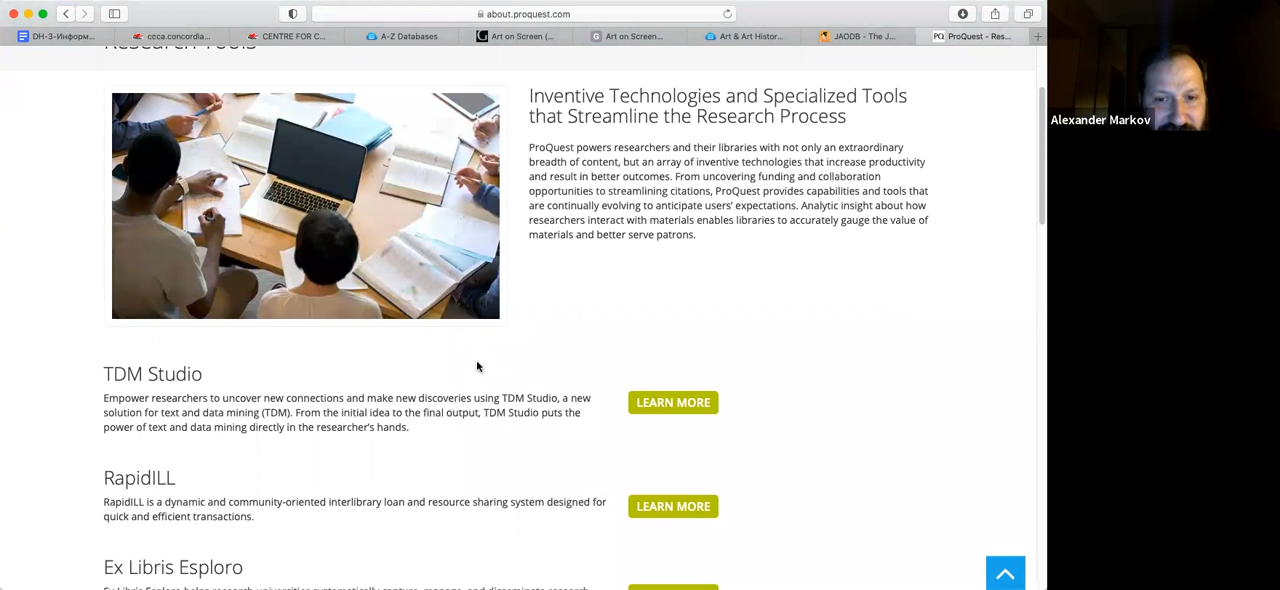 about.proquest.com
DH-3-Информ...
ccca.concordia...
CENTRE FOR C...
A-Z Databases
Art on Screen (...
Art on Screen...
Art & Art Histor...
JAODB - The J...
PQ ProQuest - Res...
Research Tools
Inventive Technologies and Specialized Tools
that Streamline the Research Process
ProQuest powers researchers and their libraries with not only an extraordinary
breadth of content, but an array of inventive technologies that increase productivity
and result in better outcomes. From uncovering funding and collaboration
opportunities to streamlining citations, ProQuest provides capabilities and tools that
are continually evolving to anticipate users’ expectations. Analytic insight about how
researchers interact with materials enables libraries to accurately gauge the value of
materials and better serve patrons.
Alexander Markov
TDM Studio
Empower researchers to uncover new connections and make new discoveries using TDM Studio, a new
solution for text and data mining (TDM). From the initial idea to the final output, TDM Studio puts the
power of text and data mining directly in the researcher’s hands.
LEARN MORE
RapidILL
RapidILL is a dynamic and community-oriented interlibrary loan and resource sharing system designed for
quick and efficient transactions.
LEARN MORE
Ex Libris Esploro